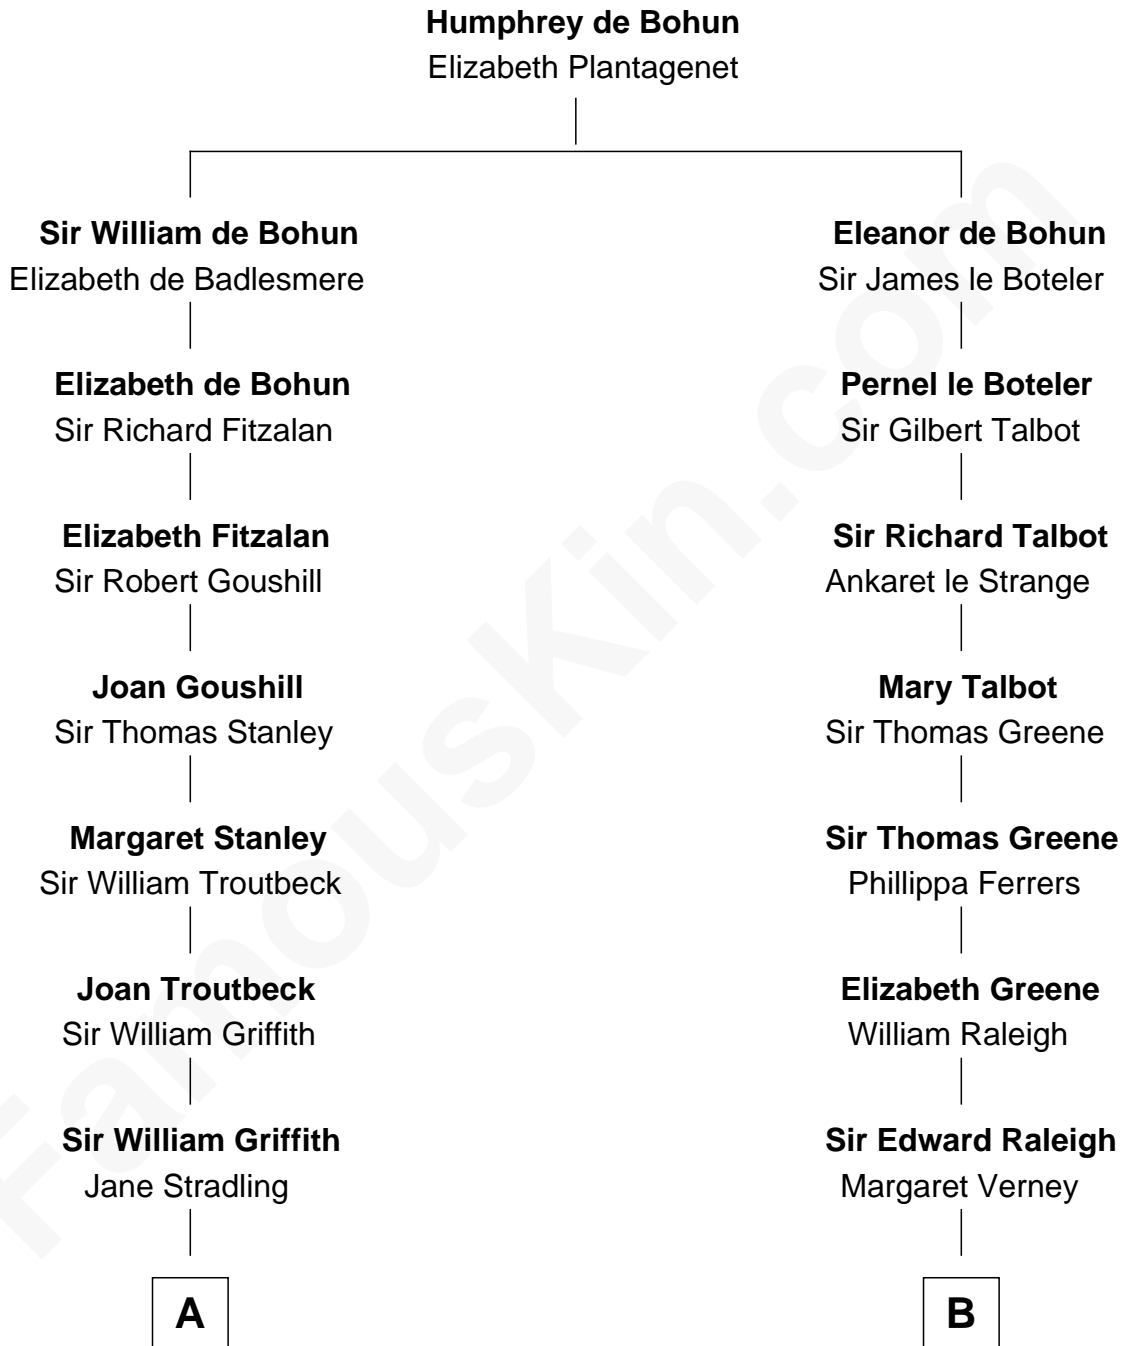 Humphrey de Bohun
Elizabeth Plantagenet
Sir William de Bohun
Elizabeth de Badlesmere
Eleanor de Bohun
Sir James le Boteler
Elizabeth de Bohun
Sir Richard Fitzalan
Pernel le Boteler
Sir Gilbert Talbot
Elizabeth Fitzalan
Sir Robert Goushill
Sir Richard Talbot
Ankaret le Strange
Joan Goushill
Sir Thomas Stanley
Mary Talbot
Sir Thomas Greene
Margaret Stanley
Sir William Troutbeck
Sir Thomas Greene
Phillippa Ferrers
Joan Troutbeck
Sir William Griffith
Elizabeth Greene
William Raleigh
Sir William Griffith
Jane Stradling
Sir Edward Raleigh
Margaret Verney
A
B
FamousKin.com